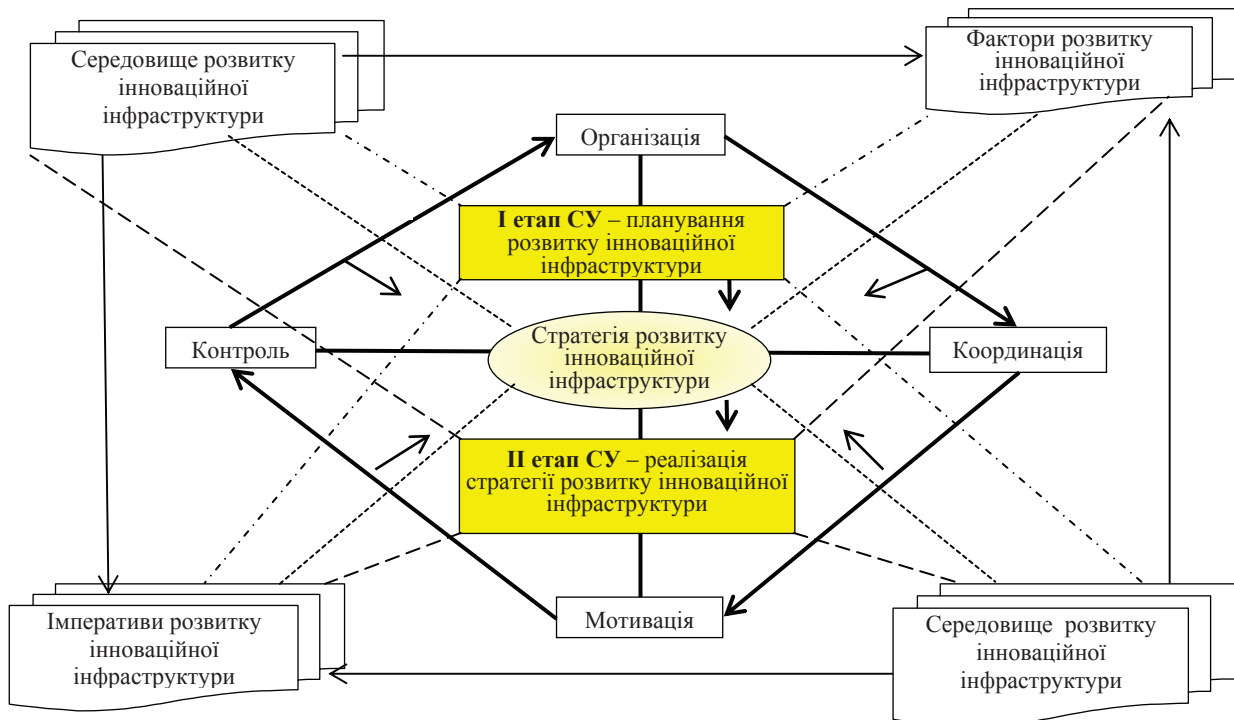 Середовище розвитку
інноваційної
інфраструктури
Фактори розвитку
інноваційної
інфраструктури
Організація
I етап СУ – планування
розвитку інноваційної
інфраструктури
Контроль
Стратегія розвитку
інноваційної
інфраструктури
Координація
II етап СУ – реалізація
стратегії розвитку інноваційної
інфраструктури
Мотивація
Імперативи розвитку
інноваційної
інфраструктури
Середовище розвитку
інноваційної
інфраструктури